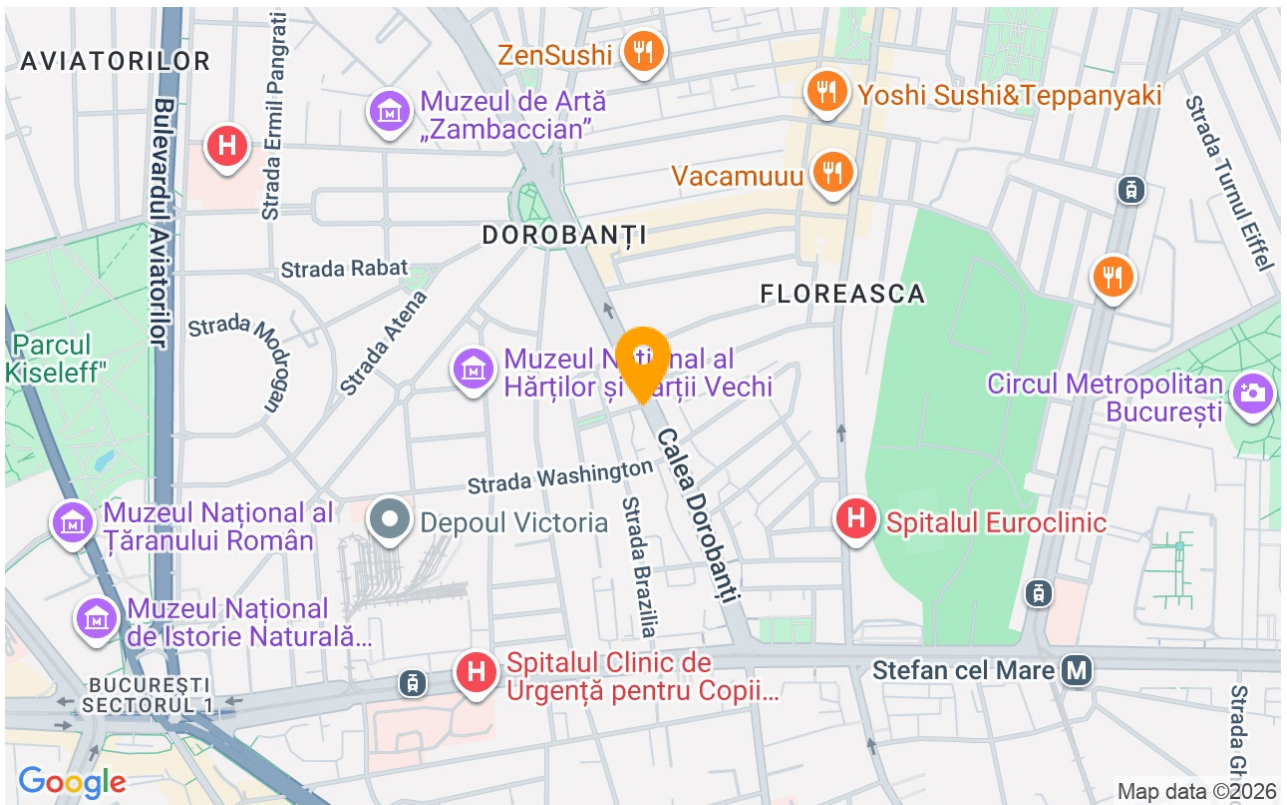 AVIATORILOR
Strada Ermil Pangrati
Bulevardul Aviatorilor
ZenSushi
Muzeul de Artă
„Zambaccian”
H
Yoshi Sushi&Teppanyaki
Vacamuuu
Strada Turnul Eiffel
DOROBANȚI
Strada Rabat
FLOREASCA
Strada Modrogan
Strada Atena
Parcul
Kiseleff"
Muzeul Național al
Hărților și Cărții Vechi
Circul Metropolitan
București
Calea Dorobanți
Strada Washington
Muzeul Național al
Țăranului Român
Depoul Victoria
Strada Brazilia
H
Spitalul Euroclinic
Muzeul Național
de Istorie Naturală...
H
Spitalul Clinic de
Urgență pentru Copii...
Stefan cel Mare
M
BUCUREȘTI
SECTORUL 1
Strada Gh
Google
Map data ©2026